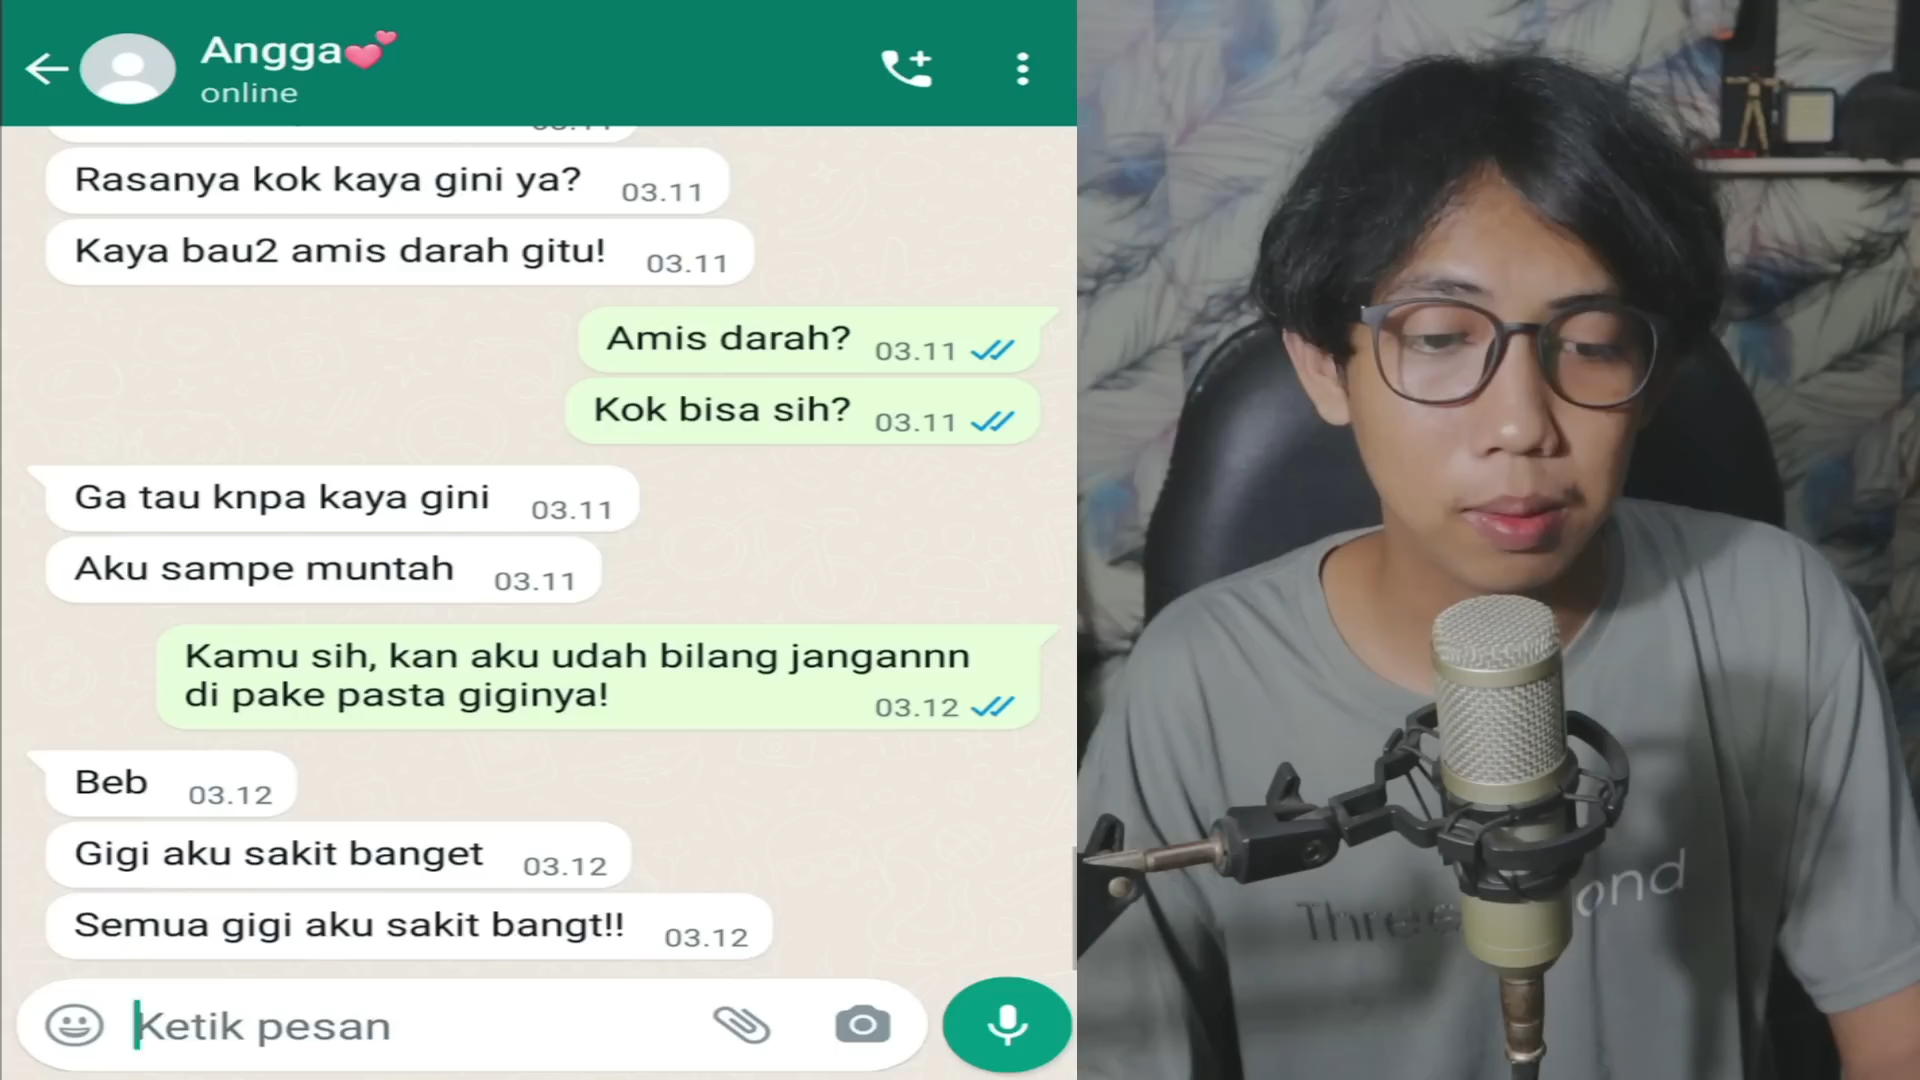 Angga
online
Rasanya kok kaya gini ya? 03.11
Kaya bau2 amis darah gitu! 03.11
Amis darah? 03.11
Kok bisa sih? 03.11
Ga tau knpa kaya gini 03.11
Aku sampe muntah 03.11
Kamu sih, kan aku udah bilang jangannn
di pake pasta giginya! 03.12
Beb 03.12
Gigi aku sakit banget 03.12
Semua gigi aku sakit bangt!! 03.12
Ketik pesan
Three ond